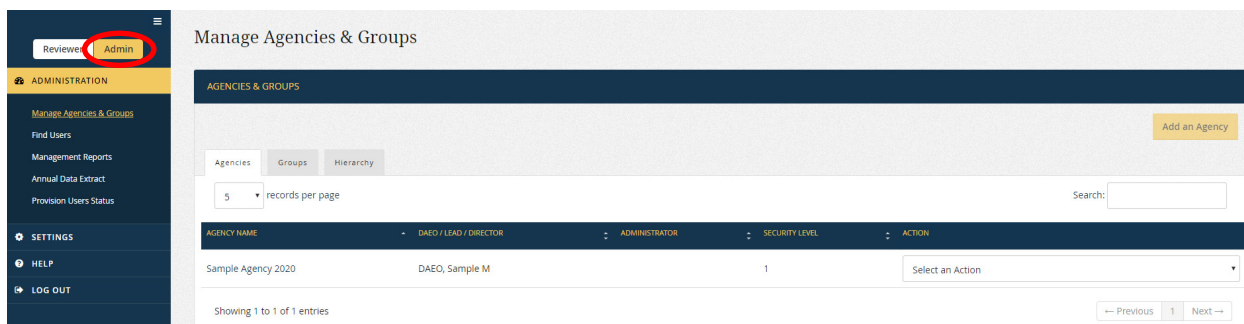 Reviewer Admin
ADMINISTRATION
Manage Agencies & Groups
Find Users
Management Reports
Annual Data Extract
Provision Users Status
SETTINGS
HELP
LOG OUT
Manage Agencies & Groups
AGENCIES & GROUPS
Add an Agency
Agencies Groups Hierarchy
5 records per page Search:
AGENCY NAME DAEO / LEAD / DIRECTOR ADMINISTRATOR SECURITY LEVEL ACTION
Sample Agency 2020 DAEO, Sample M 1 Select an Action
Showing 1 to 1 of 1 entries ← Previous 1 Next →